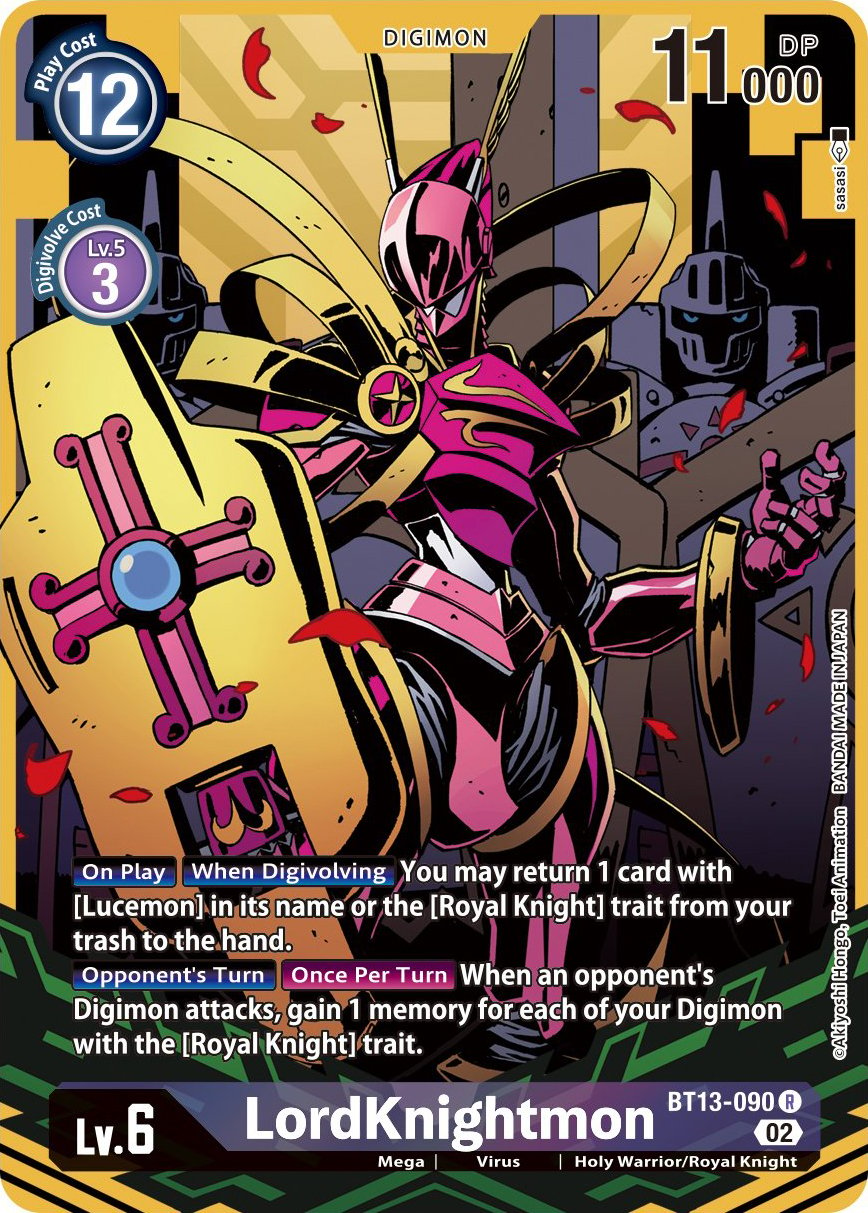 DIGIMON
Play Cost
12
11000
DP
sasasi
Digivolve Cost
Lv.5
3
On Play When Digivolving You may return 1 card with
[Lucemon] in its name or the [Royal Knight] trait from your
trash to the hand.
Opponent's Turn Once Per Turn When an opponent's
Digimon attacks, gain 1 memory for each of your Digimon
with the [Royal Knight] trait.
©Akiyoshi Hongo, Toei Animation BANDAI MADE IN JAPAN
Lv.6
LordKnightmon
BT13-090 R
02
Mega | Virus | Holy Warrior/Royal Knight